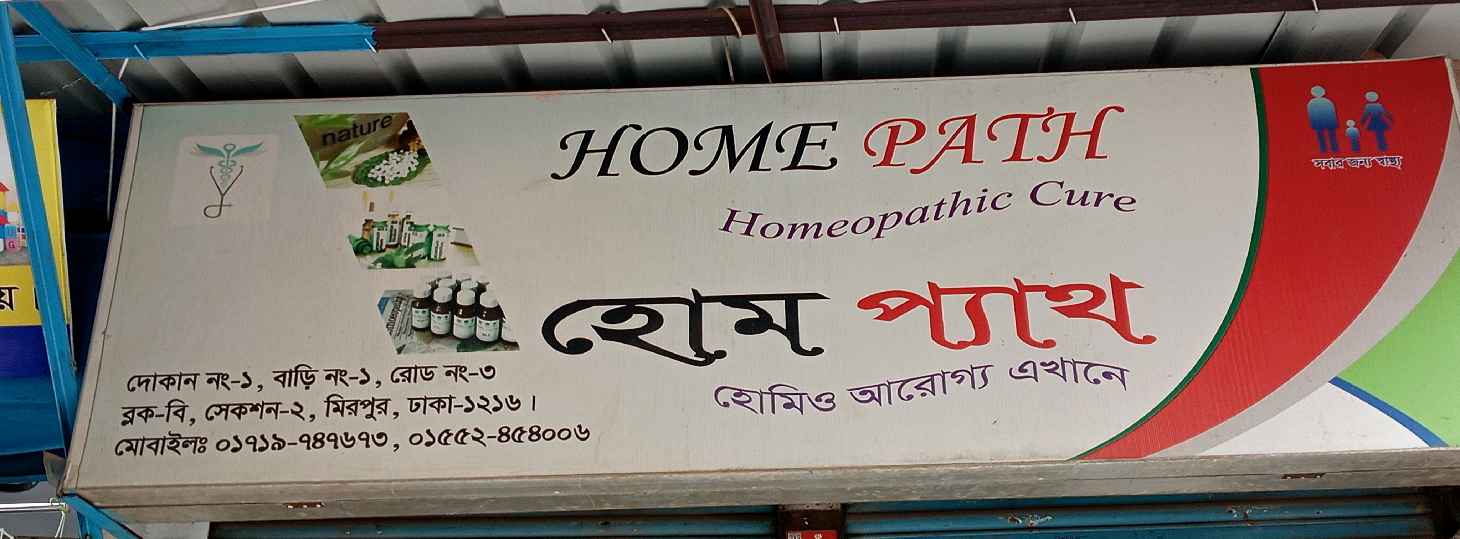 nature
HOME PATH
Homeopathic Cure
সবার জন্য স্বাস্থ্য
হোম প্যাথ
হোমিও আরোগ্য এখানে
দোকান নং-১, বাড়ি নং-১, রোড নং-৩
ব্লক-বি, সেকশন-২, মিরপুর, ঢাকা-১২১৬।
মোবাইলঃ ০১৭১৯-৭৪৭৬৭৩, ০১৫৫২-৪৫৪০০৬